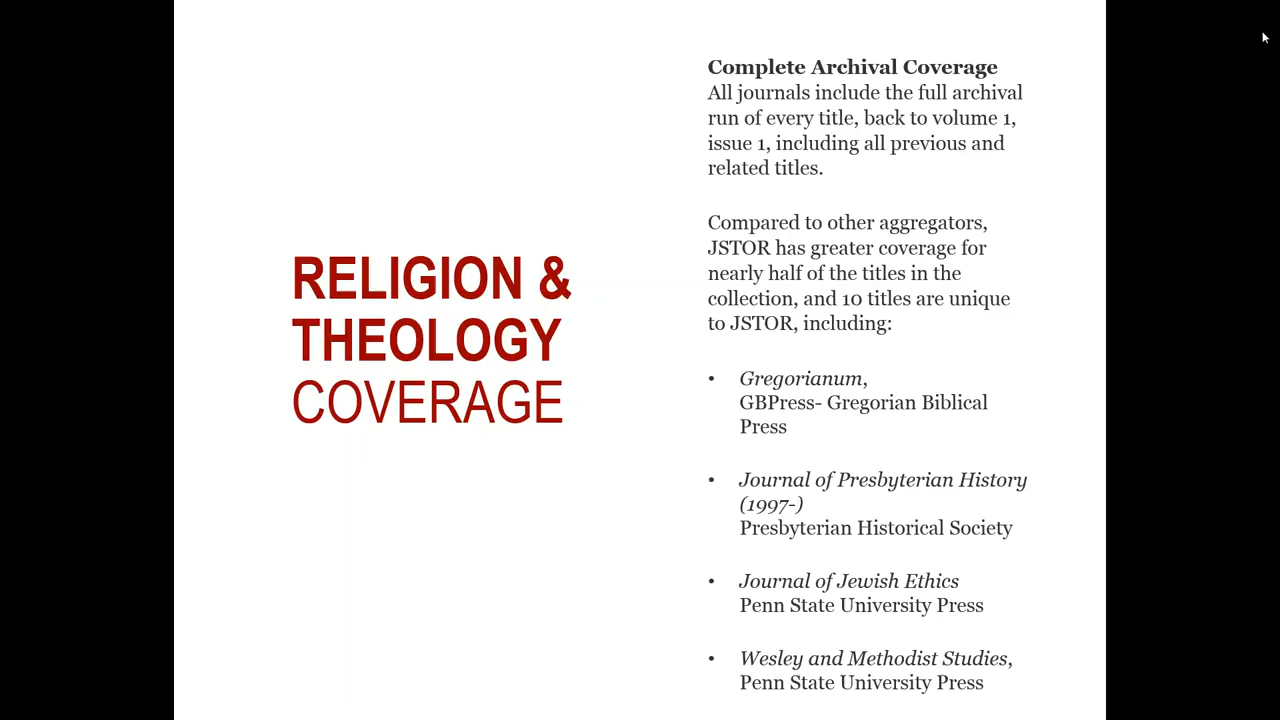 RELIGION &
THEOLOGY
COVERAGE
Complete Archival Coverage
All journals include the full archival
run of every title, back to volume 1,
issue 1, including all previous and
related titles.
Compared to other aggregators,
JSTOR has greater coverage for
nearly half of the titles in the
collection, and 10 titles are unique
to JSTOR, including:
• Gregorianum,
GBPress- Gregorian Biblical
Press
• Journal of Presbyterian History
(1997-)
Presbyterian Historical Society
• Journal of Jewish Ethics
Penn State University Press
• Wesley and Methodist Studies,
Penn State University Press